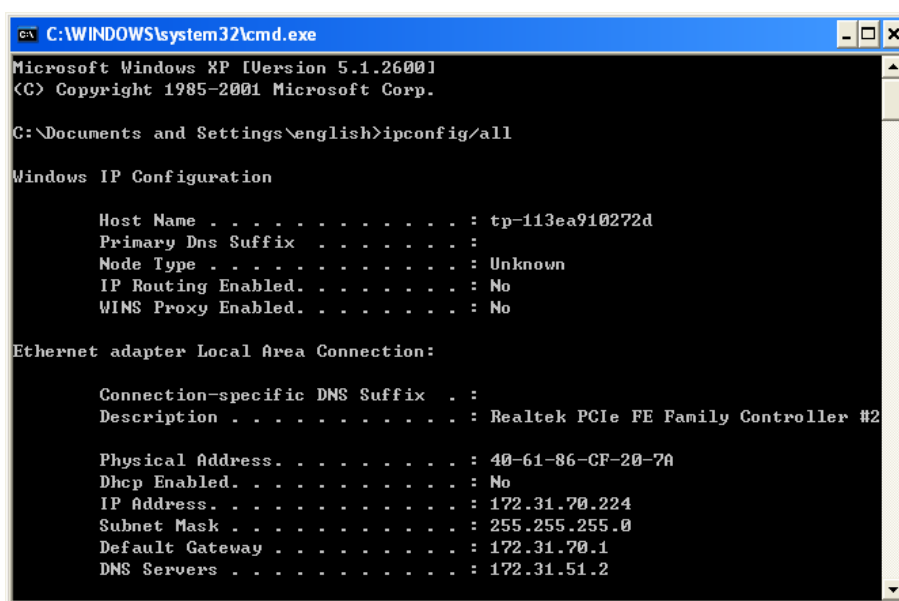 C:\WINDOWS\system32\cmd.exe
Microsoft Windows XP [Version 5.1.2600]
(C) Copyright 1985-2001 Microsoft Corp.
C:\Documents and Settings\english>ipconfig/all
Windows IP Configuration
Host Name . . . . . . . . . . . . : tp-113ea910272d
Primary Dns Suffix . . . . . . . :
Node Type . . . . . . . . . . . . : Unknown
IP Routing Enabled. . . . . . . . : No
WINS Proxy Enabled. . . . . . . . : No
Ethernet adapter Local Area Connection:
Connection-specific DNS Suffix . :
Description . . . . . . . . . . . : Realtek PCIe FE Family Controller #2
Physical Address. . . . . . . . . : 40-61-86-CF-20-7A
Dhcp Enabled. . . . . . . . . . . : No
IP Address. . . . . . . . . . . . : 172.31.70.224
Subnet Mask . . . . . . . . . . . : 255.255.255.0
Default Gateway . . . . . . . . . : 172.31.70.1
DNS Servers . . . . . . . . . . . : 172.31.51.2